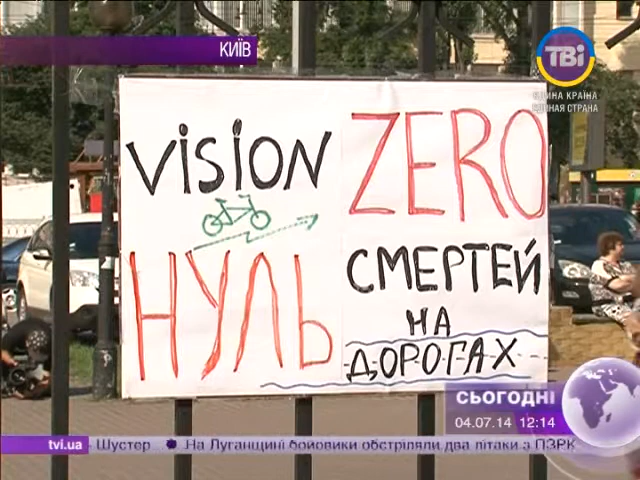 КИЇВ
ТВі
ЄДИНА КРАЇНА
ЕДИНАЯ СТРАНА
VISION ZERO
НУЛЬ СМЕРТЕЙ
НА
ДОРОГАХ
СЬОГОДНІ
04.07.14 12:14
tvi.ua Шустер На Луганщині бойовики обстріляли два літаки з ПЗРК